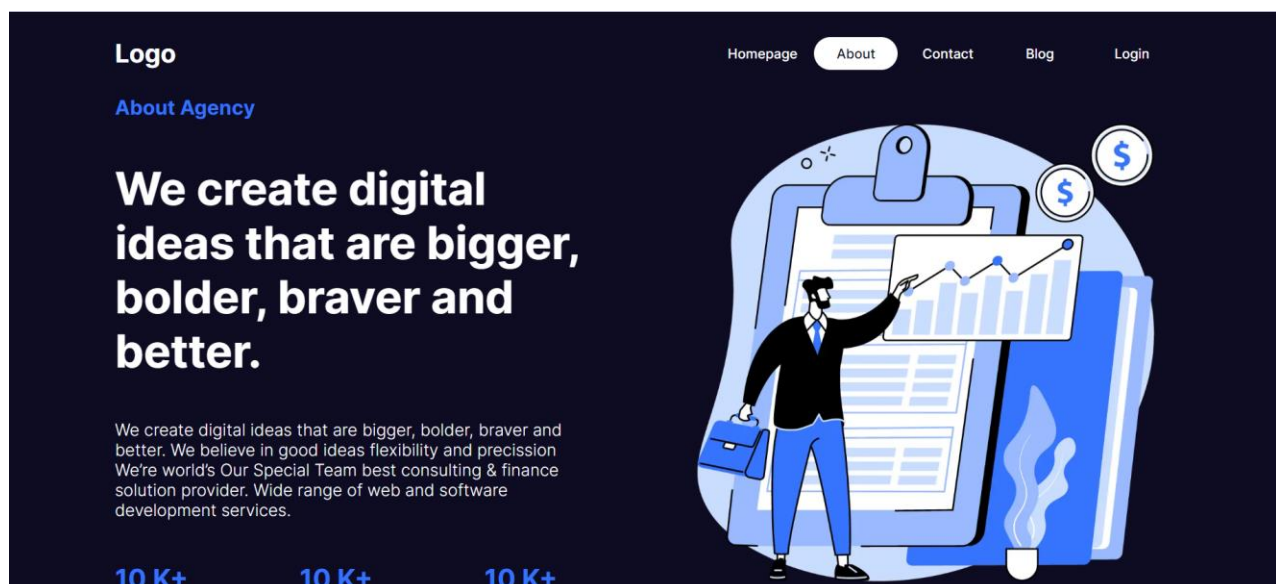 Logo
Homepage About Contact Blog Login
About Agency
We create digital
ideas that are bigger,
bolder, braver and
better.
$
$
We create digital ideas that are bigger, bolder, braver and
better. We believe in good ideas flexibility and precission
We’re world’s Our Special Team best consulting & finance
solution provider. Wide range of web and software
development services.
10 K+ 10 K+ 10 K+